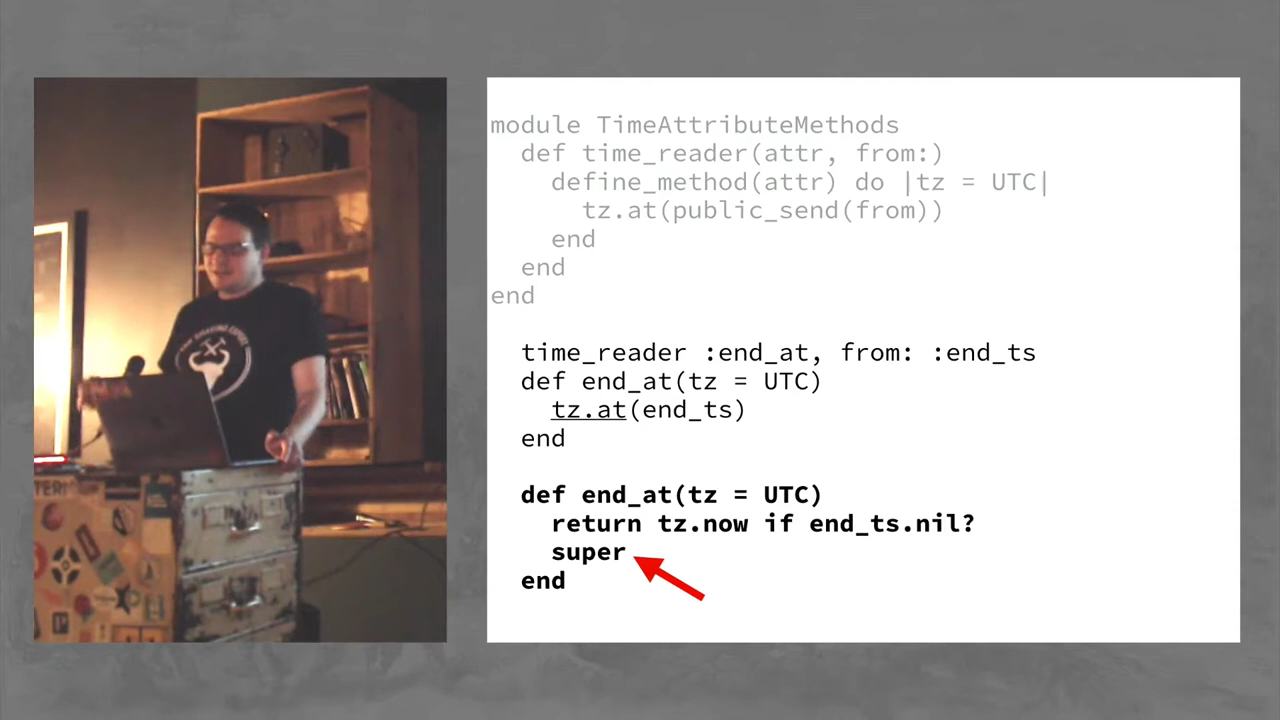 module TimeAttributeMethods
  def time_reader(attr, from:)
    define_method(attr) do |tz = UTC|
      tz.at(public_send(from))
    end
  end
end
  time_reader :end_at, from: :end_ts
  def end_at(tz = UTC)
    tz.at(end_ts)
  end
  def end_at(tz = UTC)
    return tz.now if end_ts.nil?
    super
  end